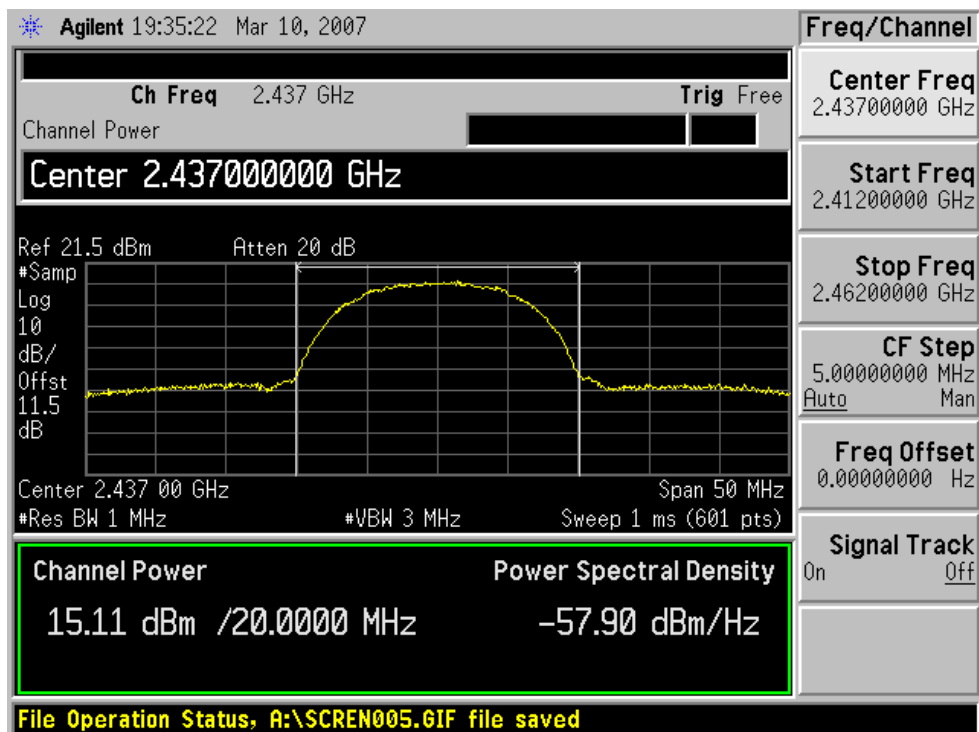 Agilent 19:35:22 Mar 10, 2007
Freq/Channel
Ch Freq 2.437 GHz Trig Free
Channel Power
Center 2.437000000 GHz
Ref 21.5 dBm Atten 20 dB
#Samp
Log
10
dB/
Offst
11.5
dB
Center 2.437 00 GHz Span 50 MHz
#Res BW 1 MHz #VBW 3 MHz Sweep 1 ms (601 pts)
Channel Power Power Spectral Density
15.11 dBm /20.0000 MHz -57.90 dBm/Hz
File Operation Status, A:\SCREN005.GIF file saved
Center Freq
2.43700000 GHz
Start Freq
2.41200000 GHz
Stop Freq
2.46200000 GHz
CF Step
5.00000000 MHz
Auto Man
Freq Offset
0.00000000 Hz
Signal Track
On Off